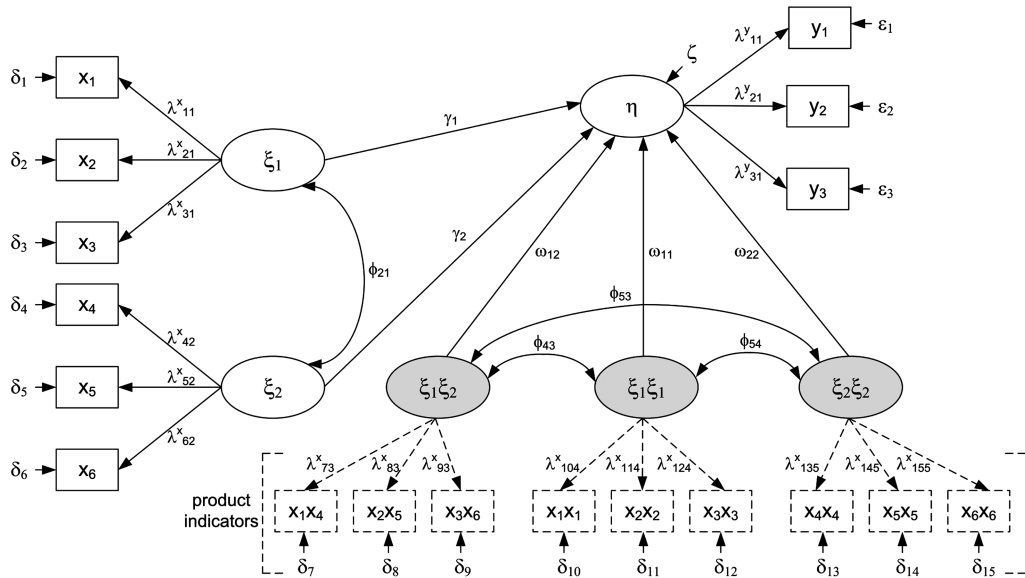 δ₁ x₁ λˣ₁₁
δ₂ x₂ λˣ₂₁
δ₃ x₃ λˣ₃₁
ξ₁
δ₄ x₄ λˣ₄₂
δ₅ x₅ λˣ₅₂
δ₆ x₆ λˣ₆₂
ξ₂
ϕ₂₁
γ₁
γ₂
η
ζ
λʸ₁₁ y₁ ε₁
λʸ₂₁ y₂ ε₂
λʸ₃₁ y₃ ε₃
ω₁₂ ω₁₁ ω₂₂
ϕ₅₃
ϕ₄₃ ϕ₅₄
ξ₁ξ₂ ξ₁ξ₁ ξ₂ξ₂
λˣ₇₃ λˣ₈₃ λˣ₉₃ λˣ₁₀₄ λˣ₁₁₄ λˣ₁₂₄ λˣ₁₃₅ λˣ₁₄₅ λˣ₁₅₅
product
indicators
x₁x₄ x₂x₅ x₃x₆ x₁x₁ x₂x₂ x₃x₃ x₄x₄ x₅x₅ x₆x₆
δ₇ δ₈ δ₉ δ₁₀ δ₁₁ δ₁₂ δ₁₃ δ₁₄ δ₁₅